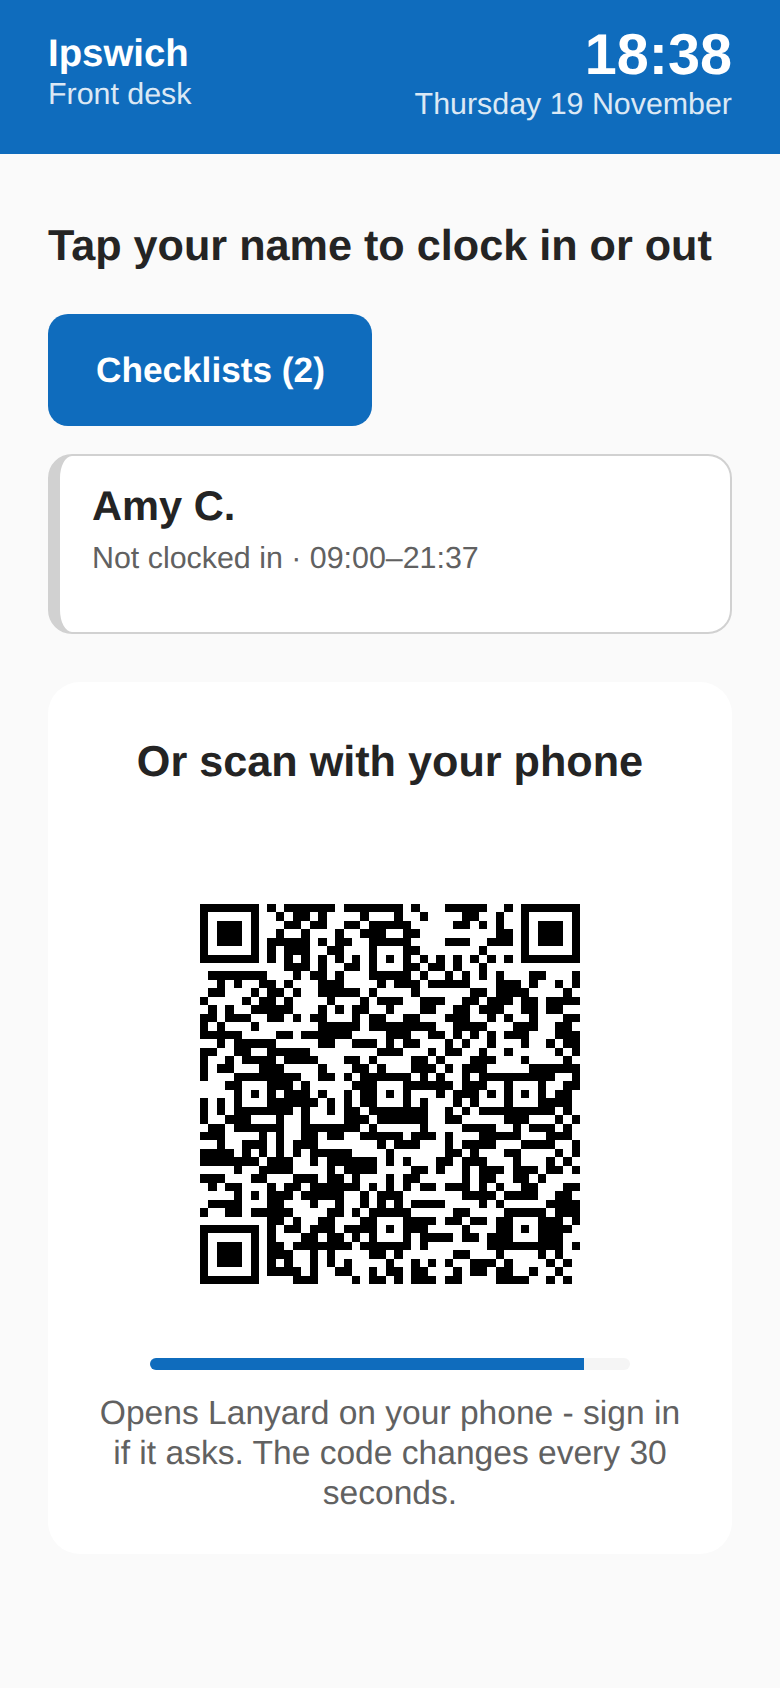 Ipswich
Front desk
18:38
Thursday 19 November
Tap your name to clock in or out
Checklists (2)
Amy C.
Not clocked in · 09:00–21:37
Or scan with your phone
Opens Lanyard on your phone - sign in
if it asks. The code changes every 30
seconds.